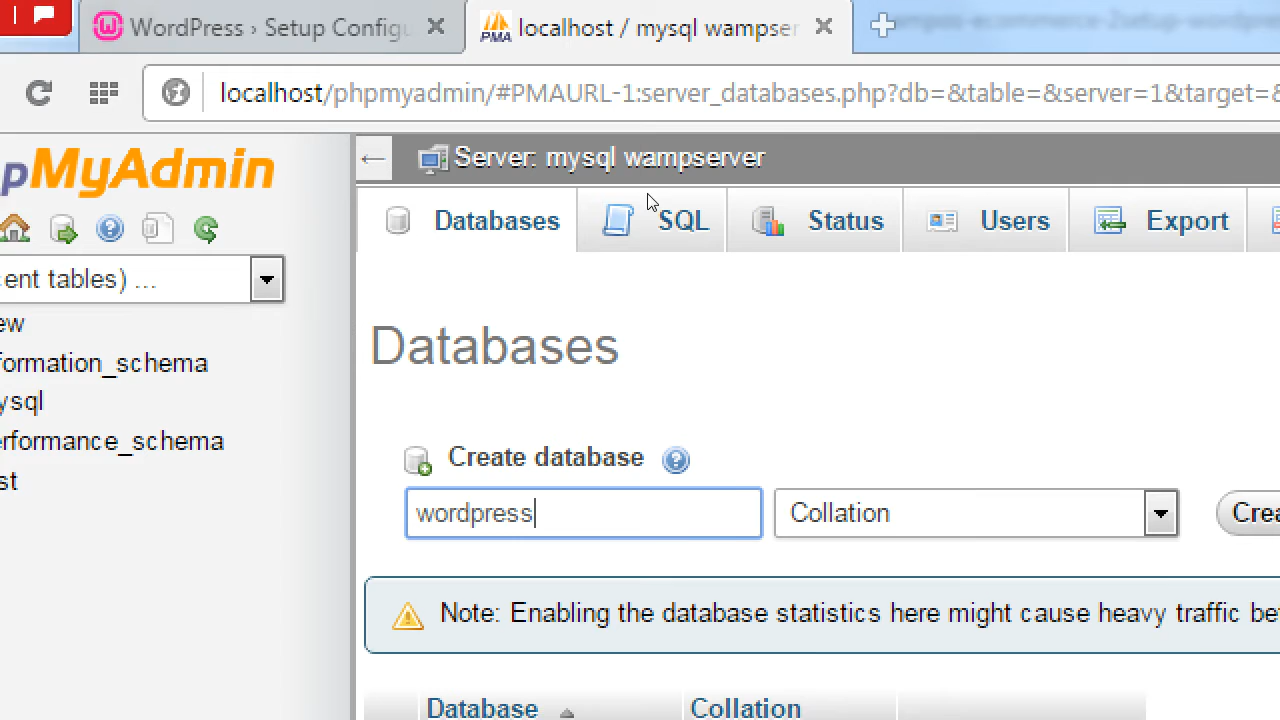 WordPress › Setup Configu
localhost / mysql wampser
localhost/phpmyadmin/#PMAURL-1:server_databases.php?db=&table=&server=1&target=&
pMyAdmin
PMA
Server: mysql wampserver
Databases
SQL
Status
Users
Export
cent tables) ...
ew
formation_schema
ysql
erformance_schema
st
Databases
Create database
wordpress
Collation
Crea
Note: Enabling the database statistics here might cause heavy traffic be
Database
Collation